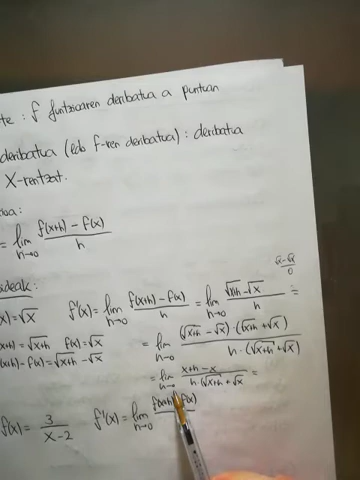 te : f funtzioaren deribatua a puntuan
deribatua (edo f-ren deribatua) : deribatua
X-rentzat.
= lim h→0 f(x+h) - f(x) / h
ideak:
√x-√x / 0
x) = √x f'(x) = lim h→0 f(x+h) - f(x) / h = lim h→0 √x+h - √x / h =
x+h) = √x+h f(x) = √x = lim h→0 (√x+h - √x) · (√x+h + √x) / h · (√x+h + √x)
x+h) - f(x) = √x+h - √x
= lim h→0 x+h - x / h · (√x+h + √x =
f(x) = 3 / x-2 f'(x) = lim h→0 f(x+h) f(x)